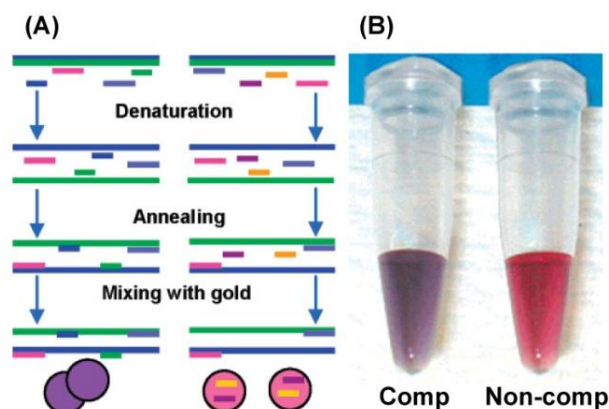 (A)
Denaturation
Annealing
Mixing with gold
(B)
Comp Non-comp